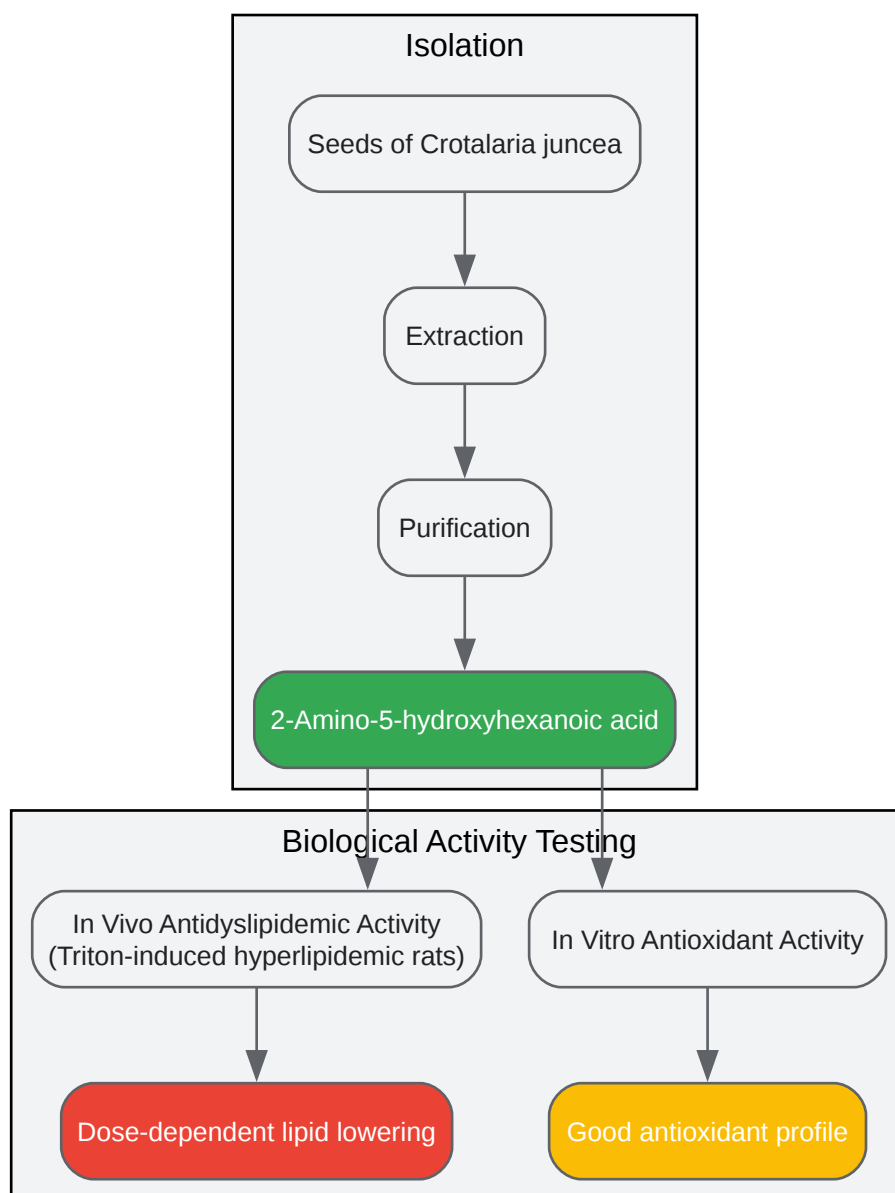 Isolation
Seeds of Crotalaria juncea
Extraction
Purification
2-Amino-5-hydroxyhexanoic acid
Biological Activity Testing
In Vivo Antidyslipidemic Activity
(Triton-induced hyperlipidemic rats)
In Vitro Antioxidant Activity
Dose-dependent lipid lowering
Good antioxidant profile